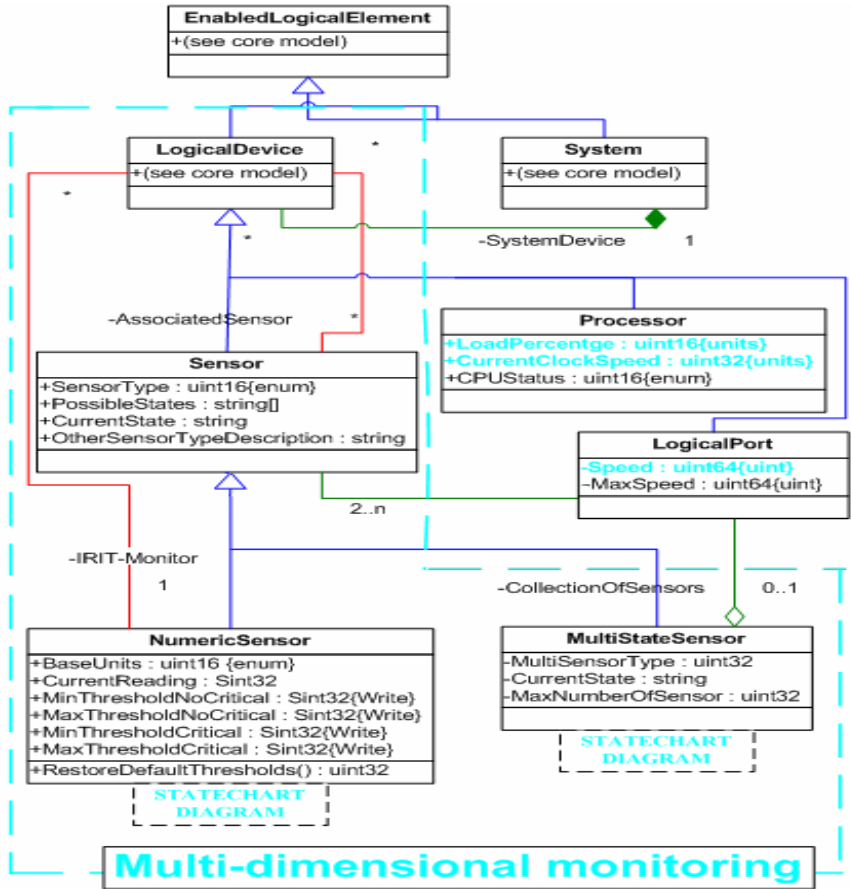 EnabledLogicalElement
+(see core model)
LogicalDevice
+(see core model)
*
*
System
+(see core model)
*
-SystemDevice
1
-AssociatedSensor
*
Processor
+LoadPercentge : uint16{units}
+CurrentClockSpeed : uint32{units}
+CPUStatus : uint16{enum}
Sensor
+SensorType : uint16{enum}
+PossibleStates : string[]
+CurrentState : string
+OtherSensorTypeDescription : string
LogicalPort
-Speed : uint64{uint}
-MaxSpeed : uint64{uint}
2..n
-IRIT-Monitor
1
-CollectionOfSensors
0..1
NumericSensor
+BaseUnits : uint16 {enum}
+CurrentReading : Sint32
+MinThresholdNoCritical : Sint32{Write}
+MaxThresholdNoCritical : Sint32{Write}
+MinThresholdCritical : Sint32{Write}
+MaxThresholdCritical : Sint32{Write}
+RestoreDefaultThresholds() : uint32
STATECHART
DIAGRAM
MultiStateSensor
-MultiSensorType : uint32
-CurrentState : string
-MaxNumberOfSensor : uint32
STATECHART
DIAGRAM
Multi-dimensional monitoring